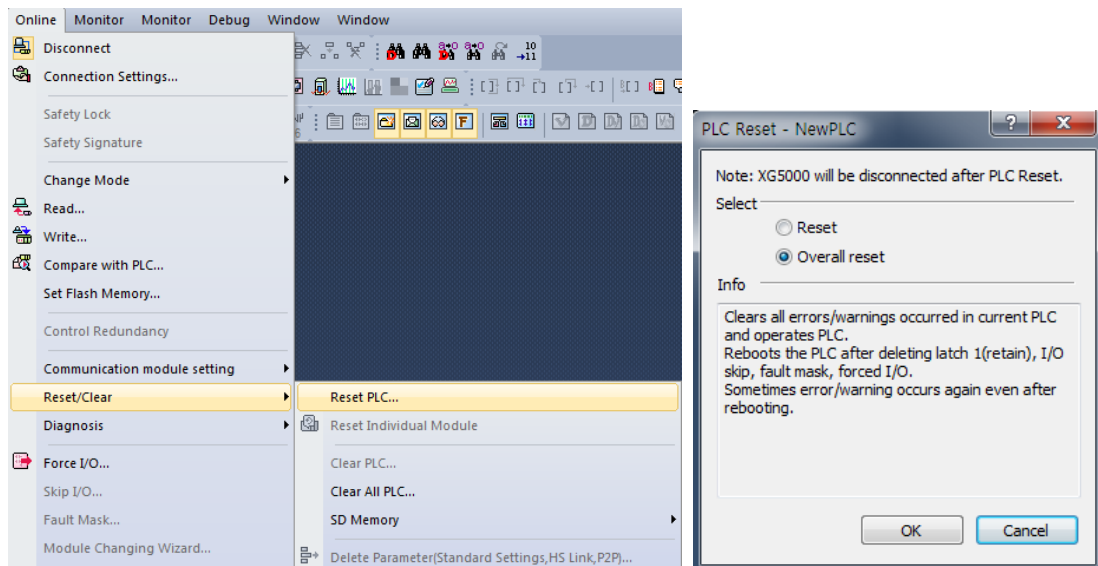 Online Monitor Monitor Debug Window Window
Disconnect
Connection Settings...
Safety Lock
Safety Signature
Change Mode
Read...
Write...
Compare with PLC...
Set Flash Memory...
Control Redundancy
Communication module setting
Reset/Clear
Diagnosis
Force I/O...
Skip I/O...
Fault Mask...
Module Changing Wizard...
Reset PLC...
Reset Individual Module
Clear PLC...
Clear All PLC...
SD Memory
Delete Parameter(Standard Settings,HS Link,P2P)...
PLC Reset - NewPLC
Note: XG5000 will be disconnected after PLC Reset.
Select
Reset
Overall reset
Info
Clears all errors/warnings occurred in current PLC
and operates PLC.
Reboots the PLC after deleting latch 1(retain), I/O
skip, fault mask, forced I/O.
Sometimes error/warning occurs again even after
rebooting.
OK Cancel